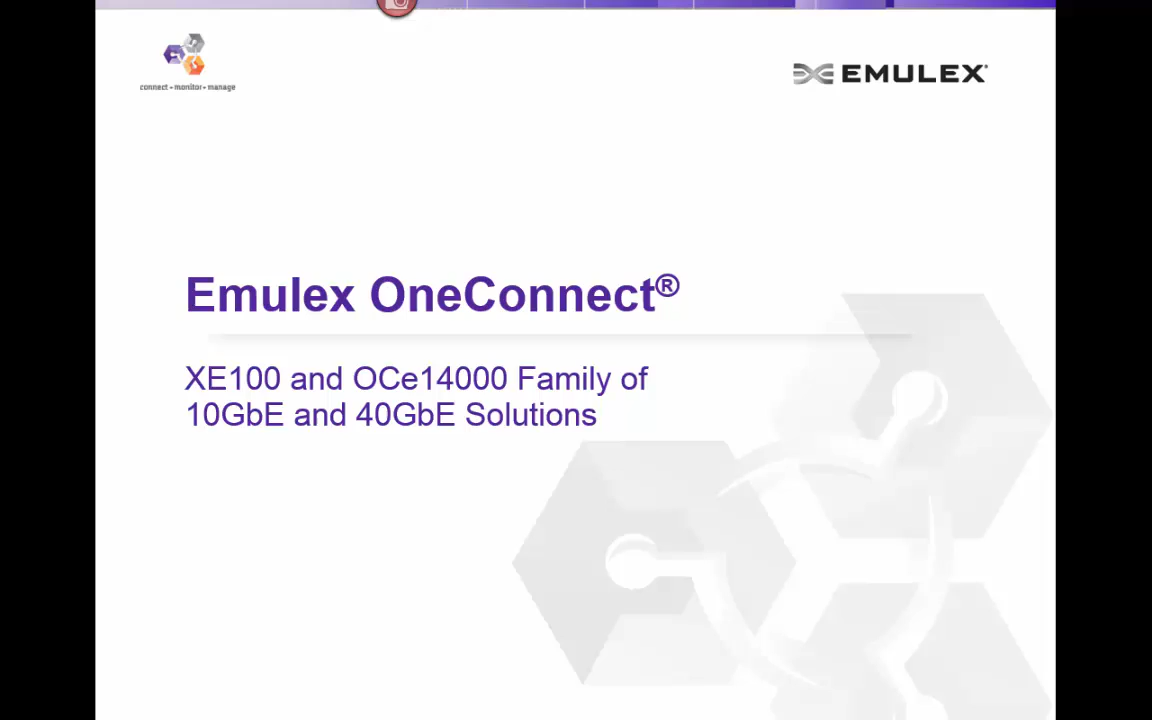 connect • monitor • manage
EMULEX®
Emulex OneConnect®
XE100 and OCe14000 Family of
10GbE and 40GbE Solutions